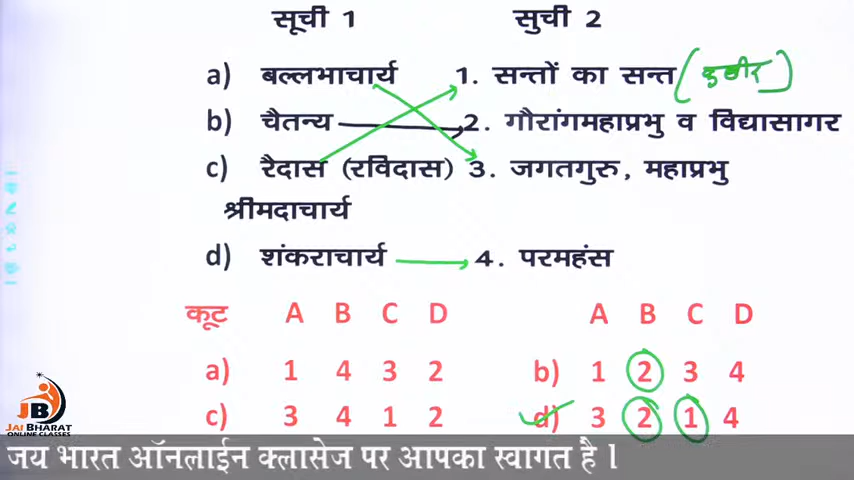 सूची 1 सुची 2
a) बल्लभाचार्य 1. सन्तों का सन्त (कबीर)
b) चैतन्य 2. गौरांगमहाप्रभु व विद्यासागर
c) रैदास (रविदास) 3. जगतगुरु, महाप्रभु
श्रीमदाचार्य
d) शंकराचार्य 4. परमहंस
कूट A B C D A B C D
a) 1 4 3 2 b) 1 2 3 4
c) 3 4 1 2 d) 3 2 1 4
JB
JAI BHARAT
ONLINE CLASSES
जय भारत ऑनलाईन क्लासेज पर आपका स्वागत है l